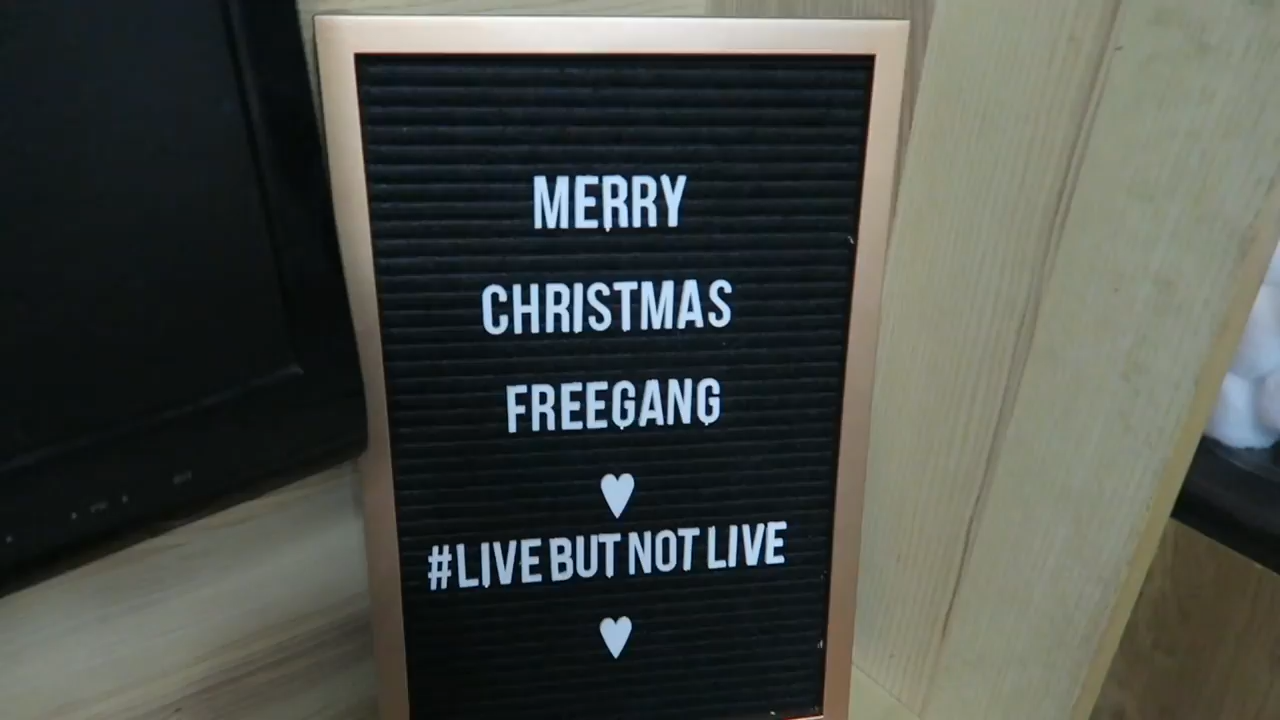 MERRY
CHRISTMAS
FREEGANG
♥
#LIVE BUT NOT LIVE
♥